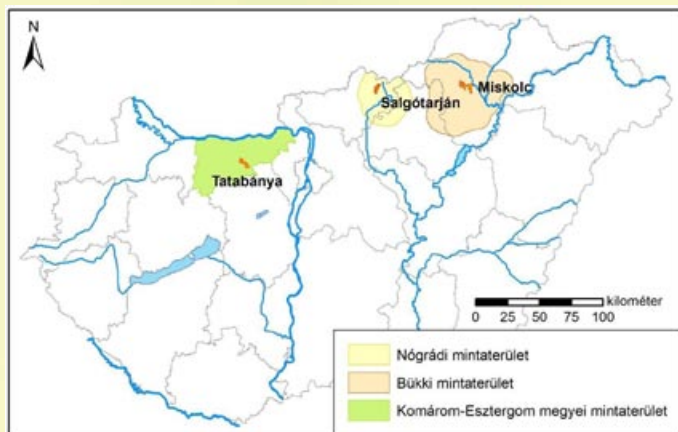 N
Miskolc
Salgótarján
Tatabánya
kilométer
0 25 50 75 100
Nógrádi mintaterület
Bükki mintaterület
Komárom-Esztergom megyei mintaterület